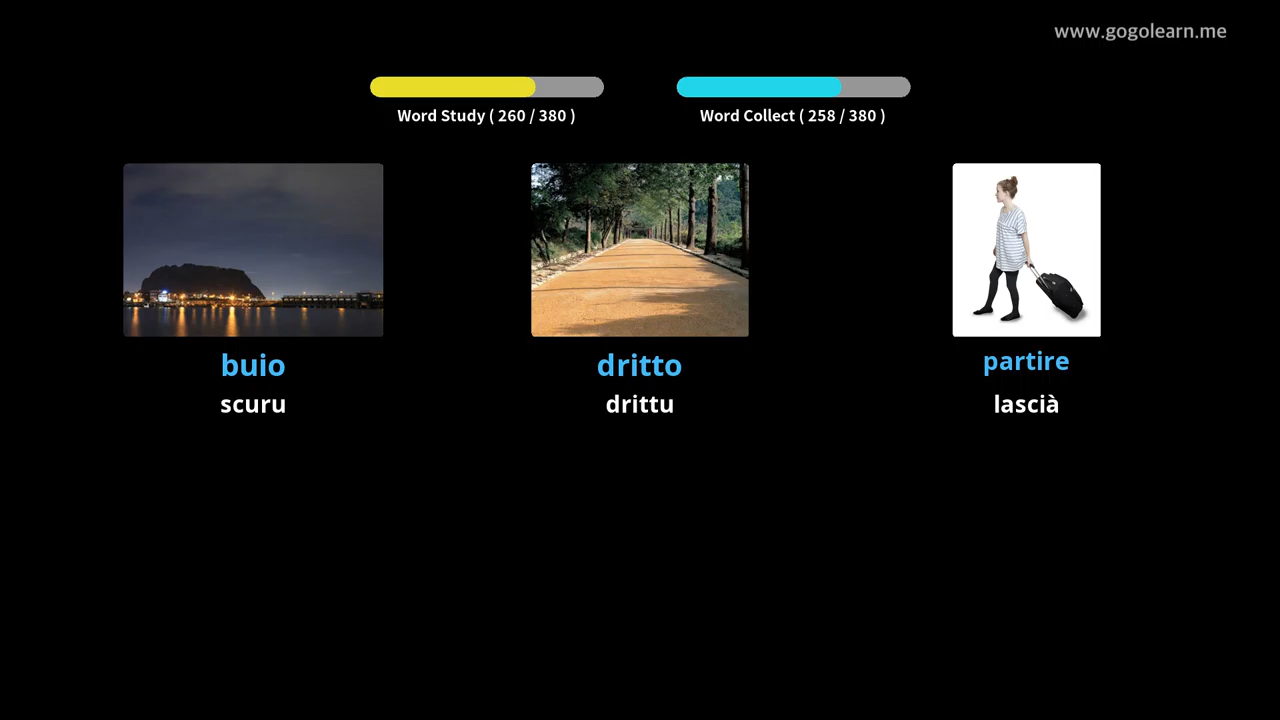 www.gogolearn.me
Word Study ( 260 / 380 )
Word Collect ( 258 / 380 )
buio
dritto
partire
scuru
drittu
lascià